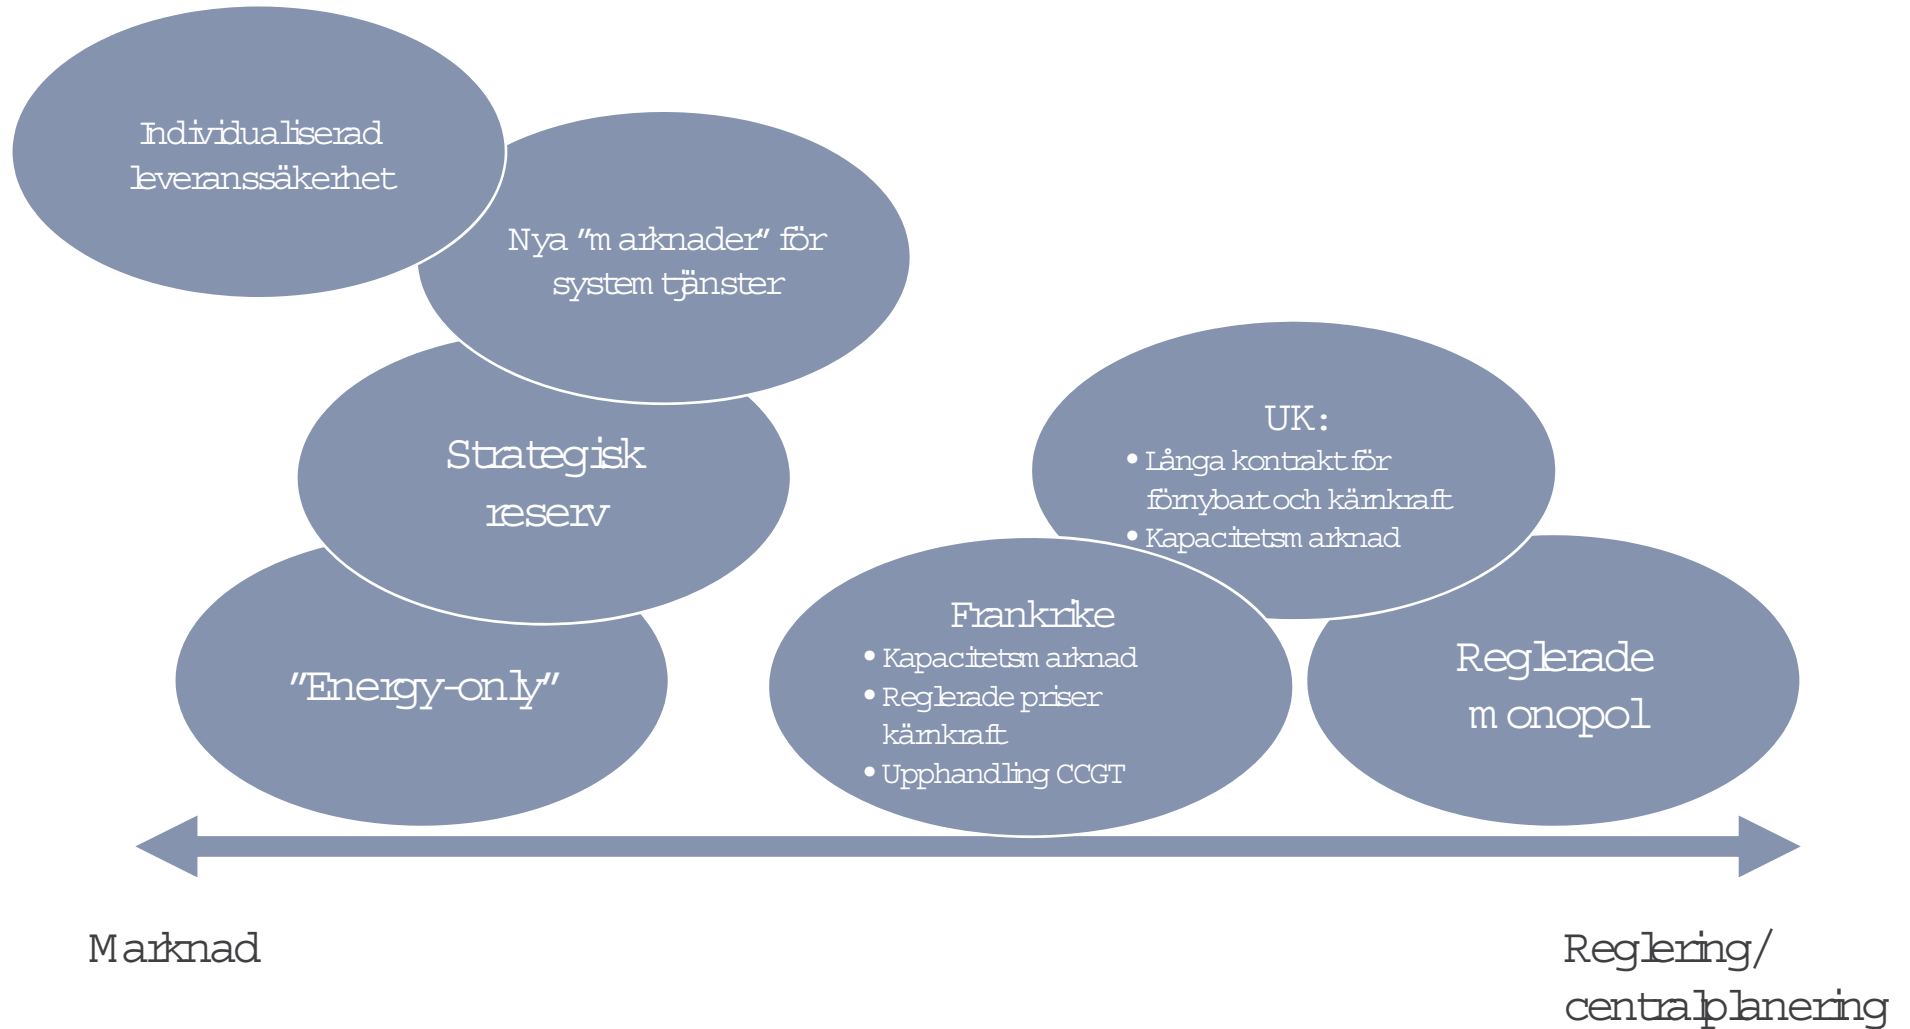 Individualiserad
leveranssäkerhet
Nya ”marknader” för
systemtjänster
Strategisk
reserv
”Energy-only”
UK:
• Långa kontrakt för
förnybart och kärnkraft
• Kapacitetsmarknad
Frankrike
• Kapacitetsmarknad
• Reglerade priser
kärnkraft
• Upphandling CCGT
Reglerade
monopol
Marknad
Reglering/
centralplanering